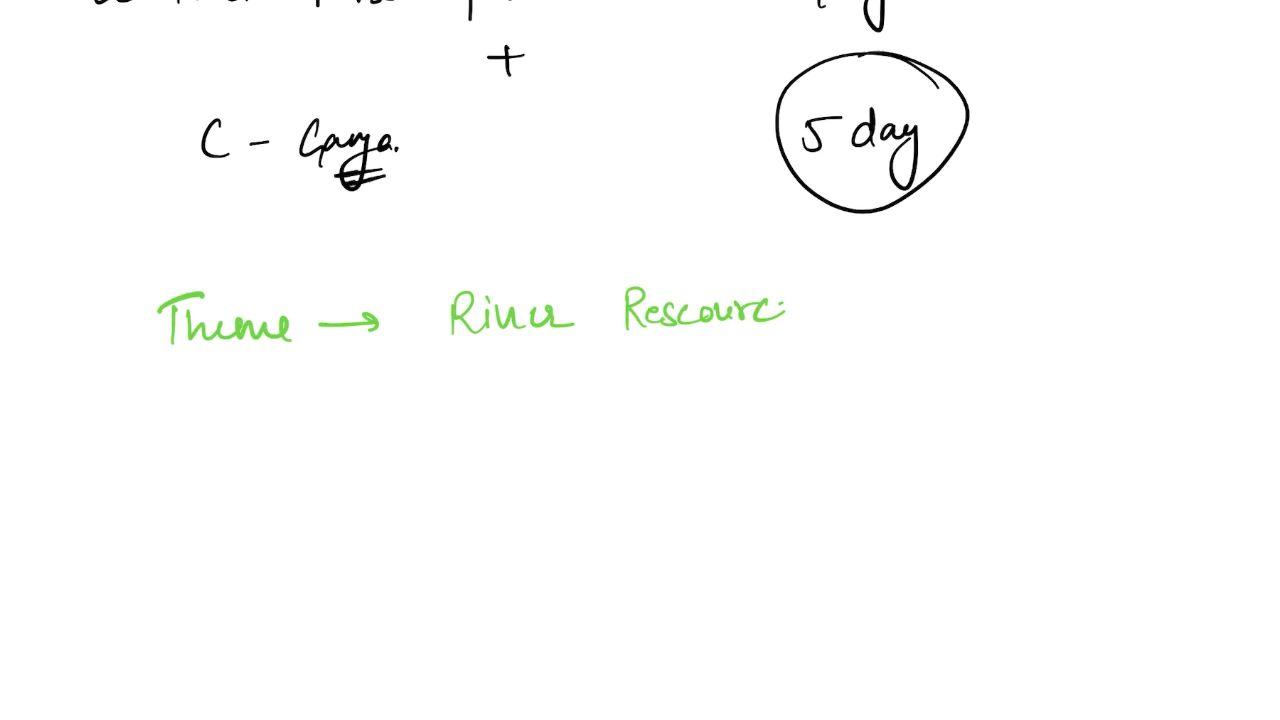 +
C - Ganga.
5 day
Theme → River Rescourc